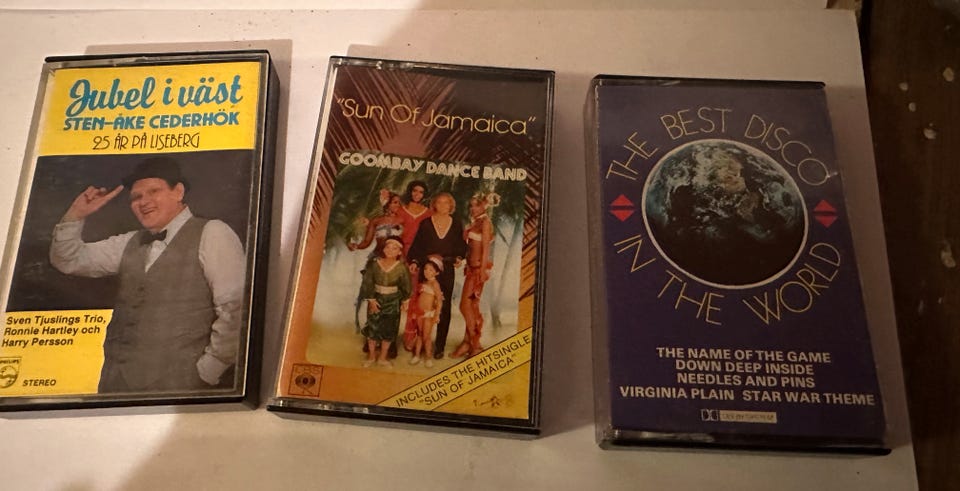 Jubel i väst
STEN-ÅKE CEDERHÖK
25 ÅR PÅ LISEBERG
Sven Tjuslings Trio,
Ronnie Hartley och
Harry Persson
PHILIPS
STEREO
"Sun Of Jamaica"
GOOMBAY DANCE BAND
CBS
INCLUDES THE HITSINGLE
"SUN OF JAMAICA"
THE BEST DISCO
IN THE WORLD
THE NAME OF THE GAME
DOWN DEEP INSIDE
NEEDLES AND PINS
VIRGINIA PLAIN STAR WAR THEME